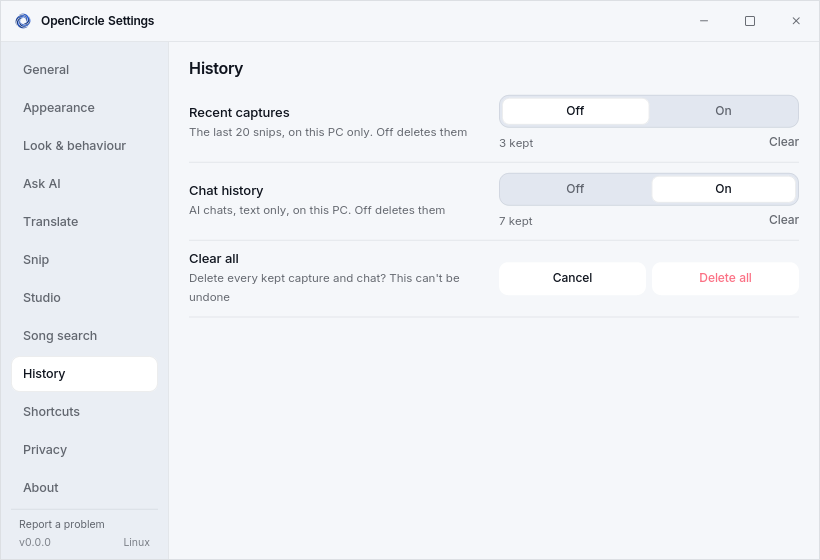 OpenCircle Settings
General
Appearance
Look & behaviour
Ask AI
Translate
Snip
Studio
Song search
History
Shortcuts
Privacy
About
Report a problem
v0.0.0 Linux
History
Recent captures
The last 20 snips, on this PC only. Off deletes them
Off On
3 kept Clear
Chat history
AI chats, text only, on this PC. Off deletes them
Off On
7 kept Clear
Clear all
Delete every kept capture and chat? This can't be
undone
Cancel Delete all